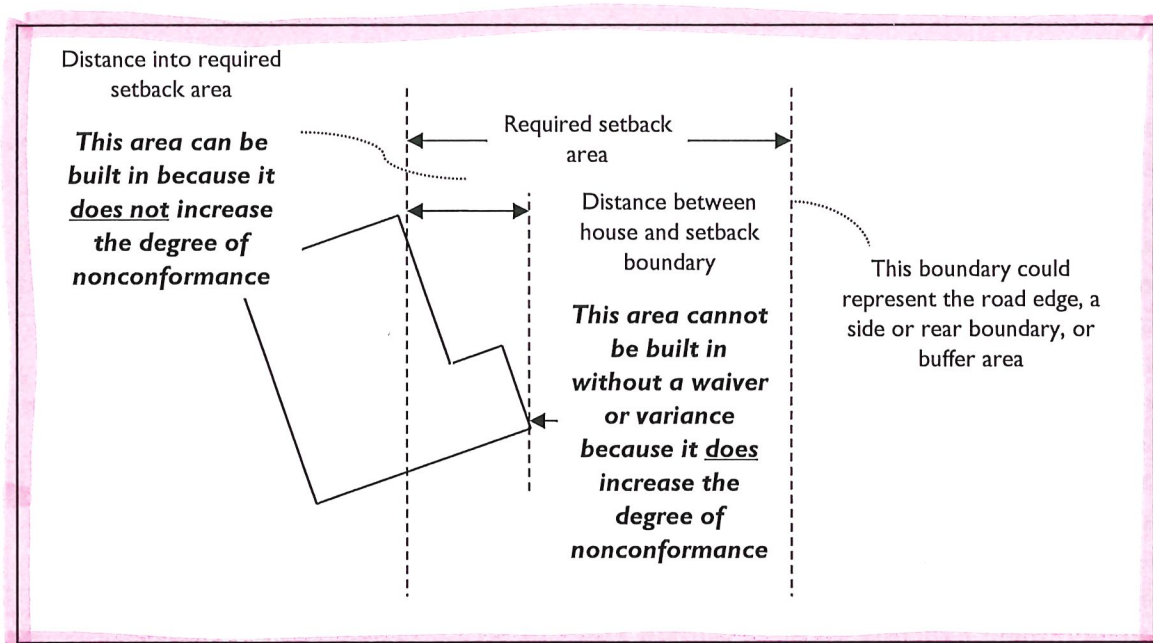 Distance into required
setback area
This area can be
built in because it
does not increase
the degree of
nonconformance
Required setback
area
Distance between
house and setback
boundary
This area cannot
be built in
without a waiver
or variance
because it does
increase the
degree of
nonconformance
This boundary could
represent the road edge, a
side or rear boundary, or
buffer area